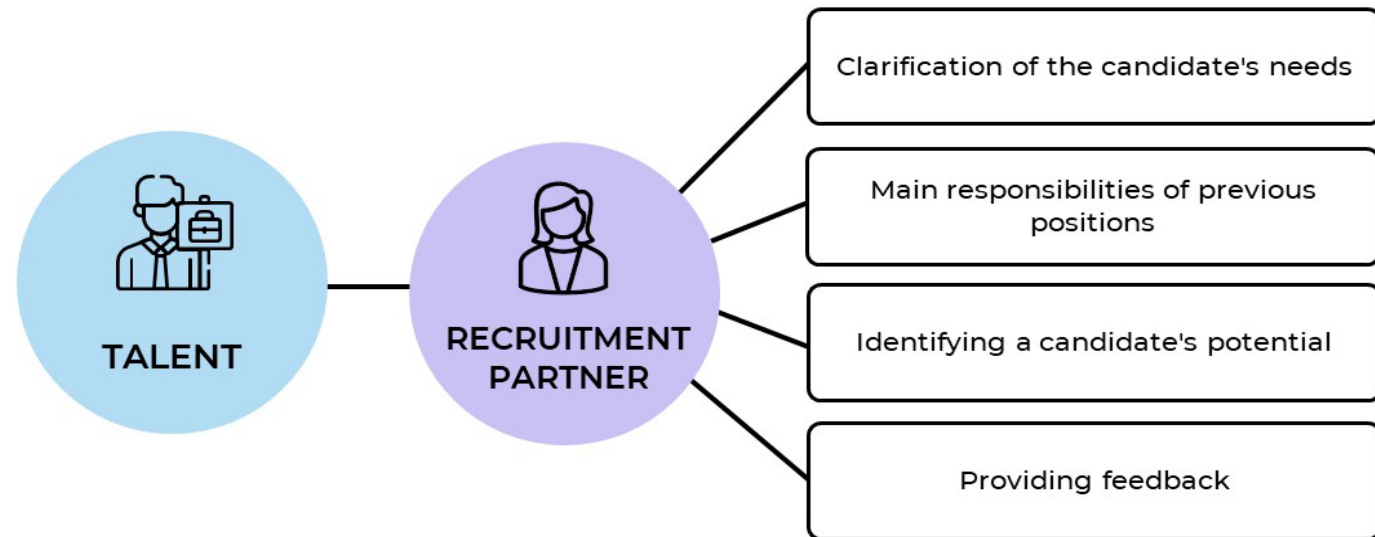 TALENT
RECRUITMENT
PARTNER
Clarification of the candidate's needs
Main responsibilities of previous
positions
Identifying a candidate's potential
Providing feedback